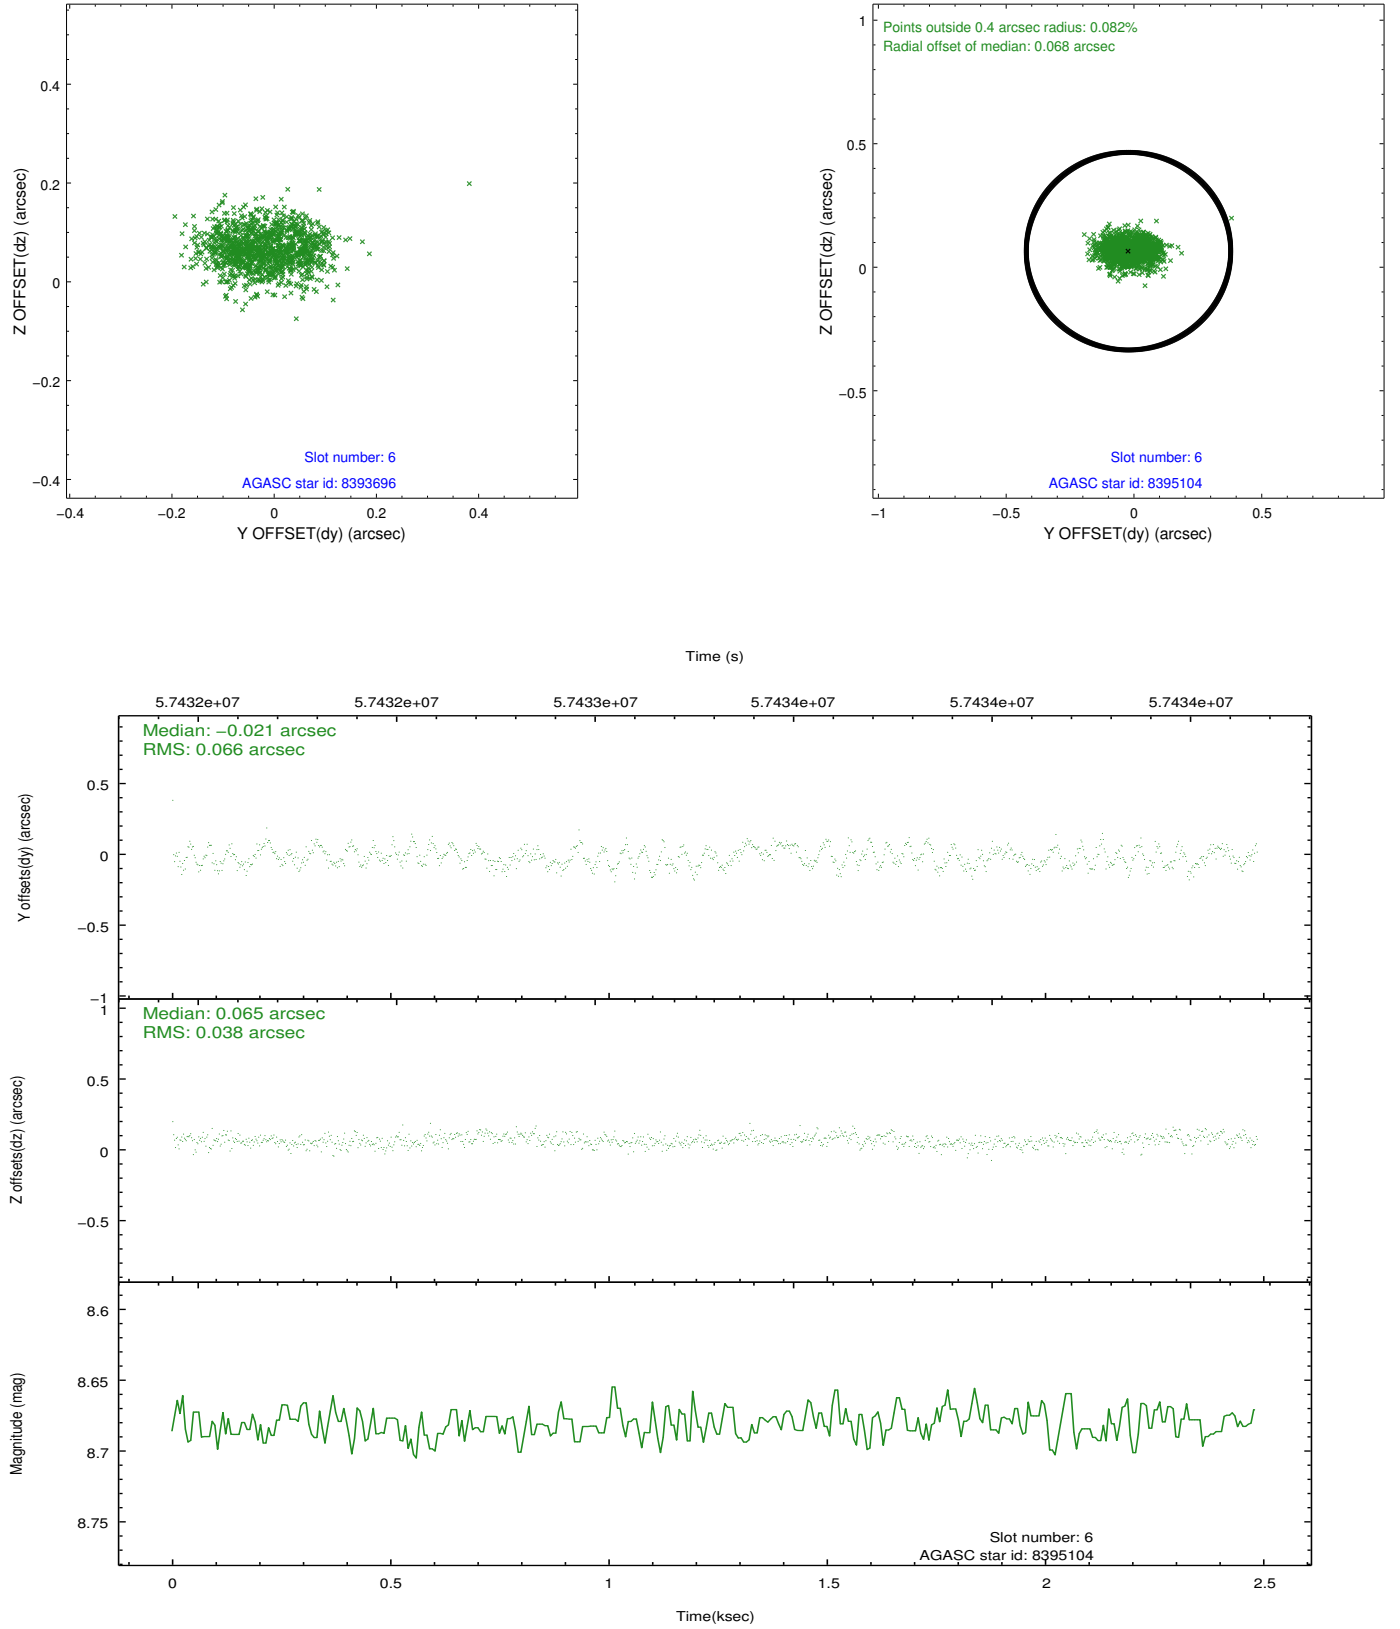 0.4
0.2
0
−0.2
−0.4
Z OFFSET(dz) (arcsec)
Slot number: 6
AGASC star id: 8393696
−0.4 −0.2 0 0.2 0.4
Y OFFSET(dy) (arcsec)
Points outside 0.4 arcsec radius: 0.082%
Radial offset of median: 0.068 arcsec
1
0.5
0
−0.5
Z OFFSET(dz) (arcsec)
Slot number: 6
AGASC star id: 8395104
−1 −0.5 0 0.5
Y OFFSET(dy) (arcsec)
Time (s)
5.7432e+07 5.7432e+07 5.7433e+07 5.7434e+07 5.7434e+07 5.7434e+07
Median: −0.021 arcsec
RMS: 0.066 arcsec
0.5
0
−0.5
−1
Y offsets(dy) (arcsec)
Median: 0.065 arcsec
RMS: 0.038 arcsec
1
0.5
0
−0.5
Z offsets(dz) (arcsec)
8.6
8.65
8.7
8.75
Magnitude (mag)
Slot number: 6
AGASC star id: 8395104
0 0.5 1 1.5 2 2.5
Time(ksec)